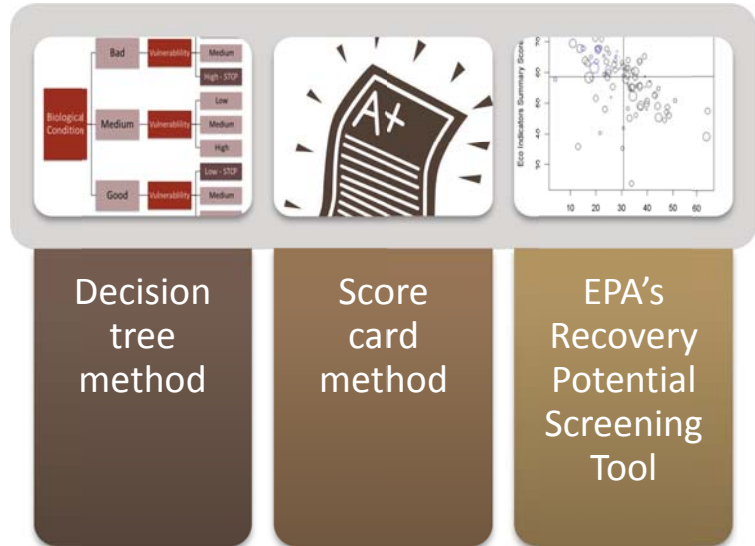 Bad
Vulnerability
Medium
High - STCP
Biological
Condition
Medium
Vulnerability
Low
Medium
High
Good
Vulnerability
Low - STCP
Medium
A+
Eco Indicators Summary Score
70
60
50
40
30
10
20
30
40
50
60
Decision
tree
method
Score
card
method
EPA’s
Recovery
Potential
Screening
Tool